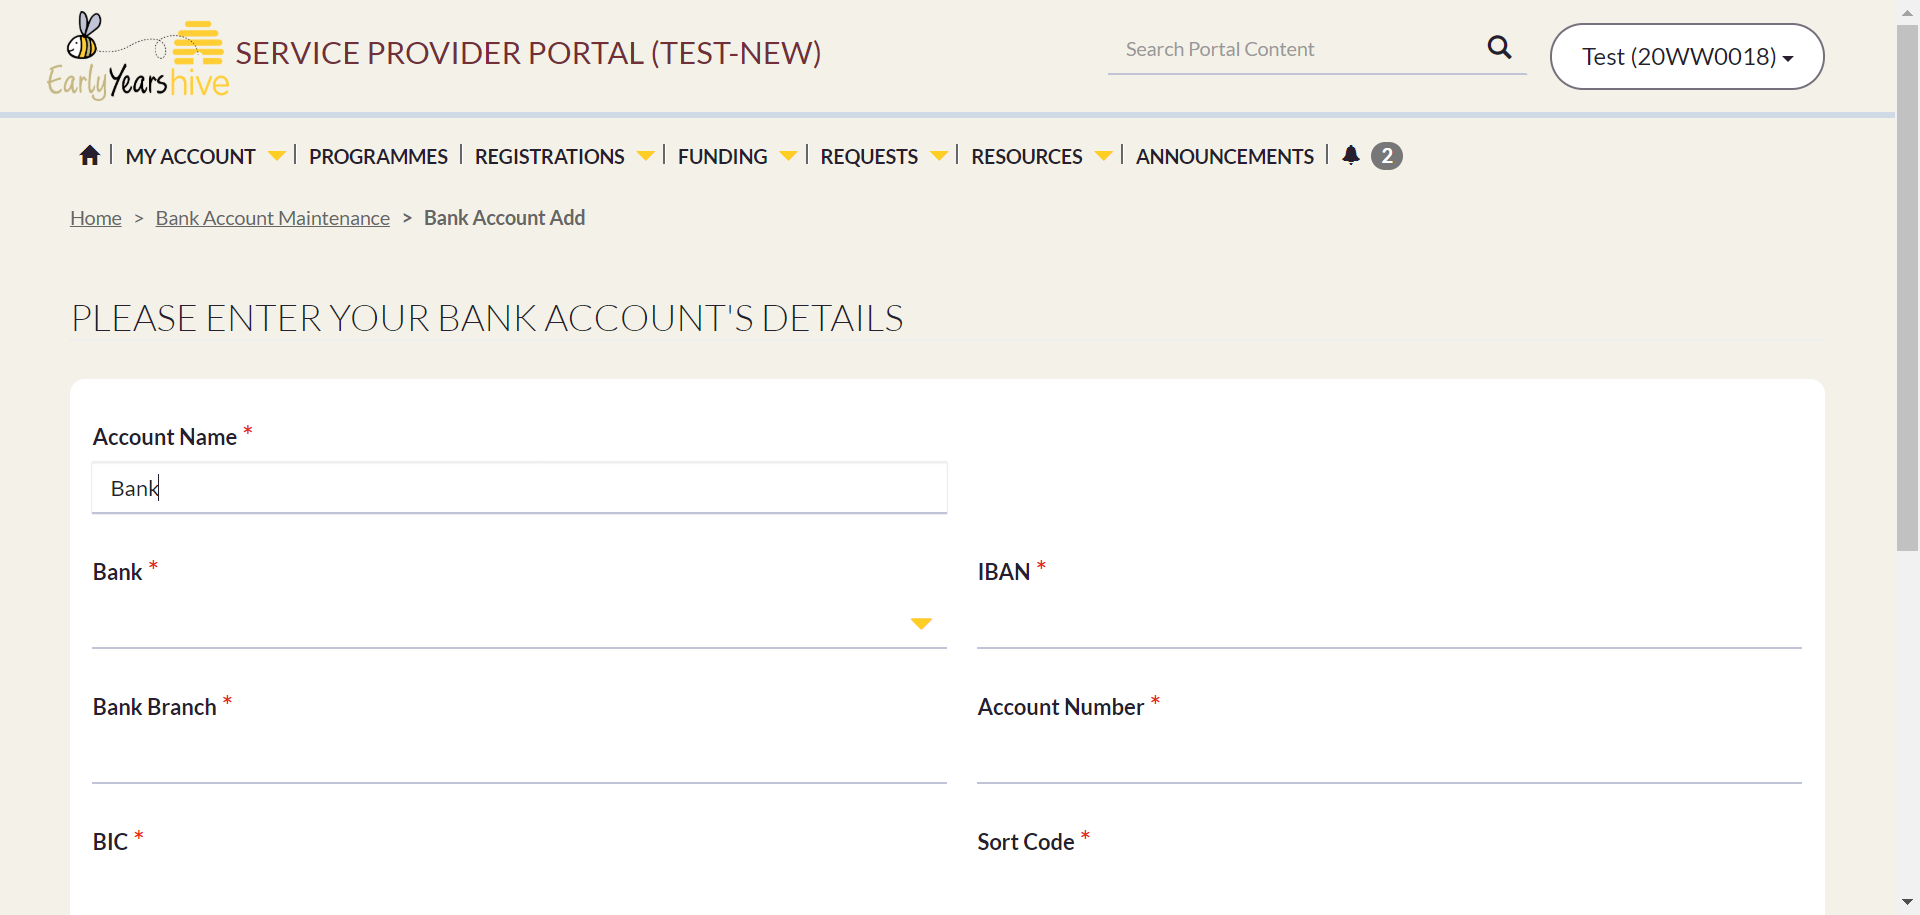 Early Years hive
SERVICE PROVIDER PORTAL (TEST-NEW)
Search Portal Content
Test (20WW0018)
MY ACCOUNT | PROGRAMMES | REGISTRATIONS | FUNDING | REQUESTS | RESOURCES | ANNOUNCEMENTS | 2
Home > Bank Account Maintenance > Bank Account Add
PLEASE ENTER YOUR BANK ACCOUNT'S DETAILS
Account Name *
Bank
Bank *
IBAN *
Bank Branch *
Account Number *
BIC *
Sort Code *